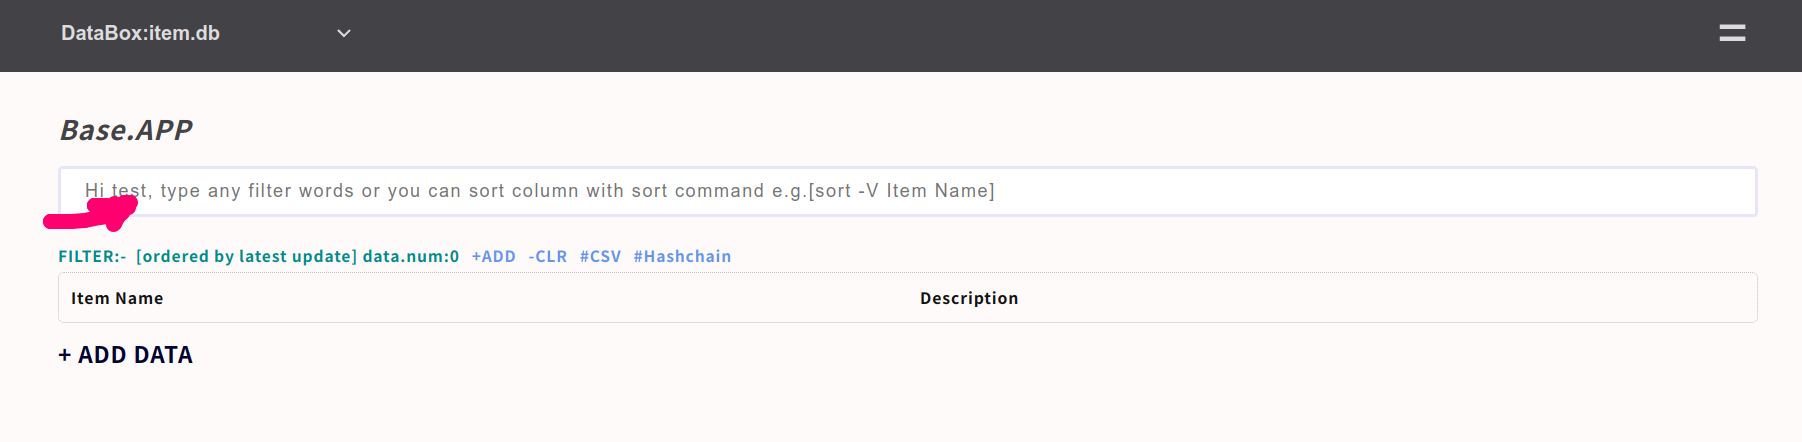 DataBox:item.db
Base.APP
Hi test, type any filter words or you can sort column with sort command e.g.[sort -V Item Name]
FILTER:- [ordered by latest update] data.num:0 +ADD -CLR #CSV #Hashchain
Item Name Description
+ ADD DATA